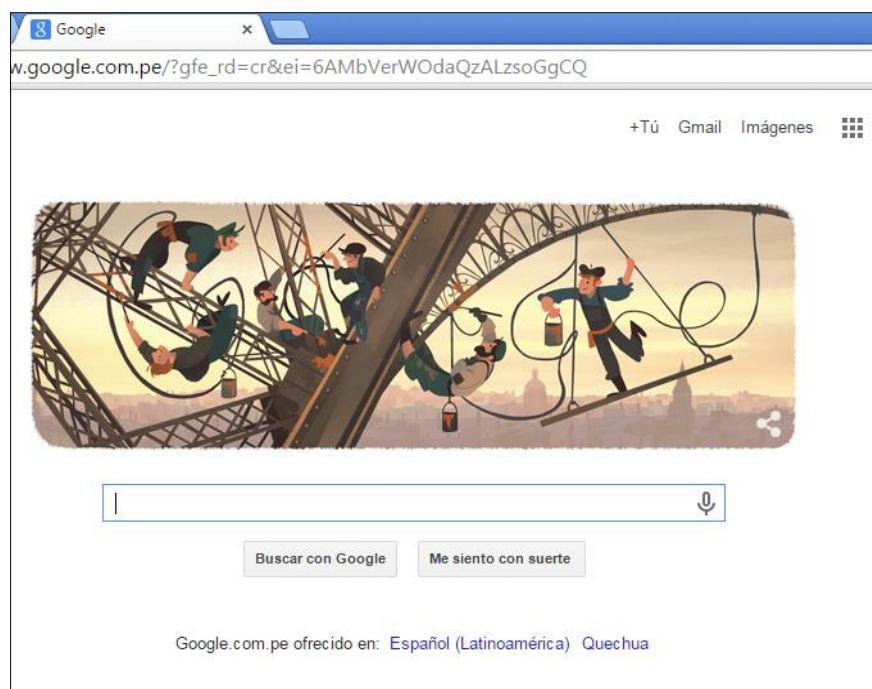 Google
w.google.com.pe/?gfe_rd=cr&ei=6AMbVerWOdaQzALzsoGgCQ
+Tú Gmail Imágenes
Buscar con Google Me siento con suerte
Google.com.pe ofrecido en: Español (Latinoamérica) Quechua